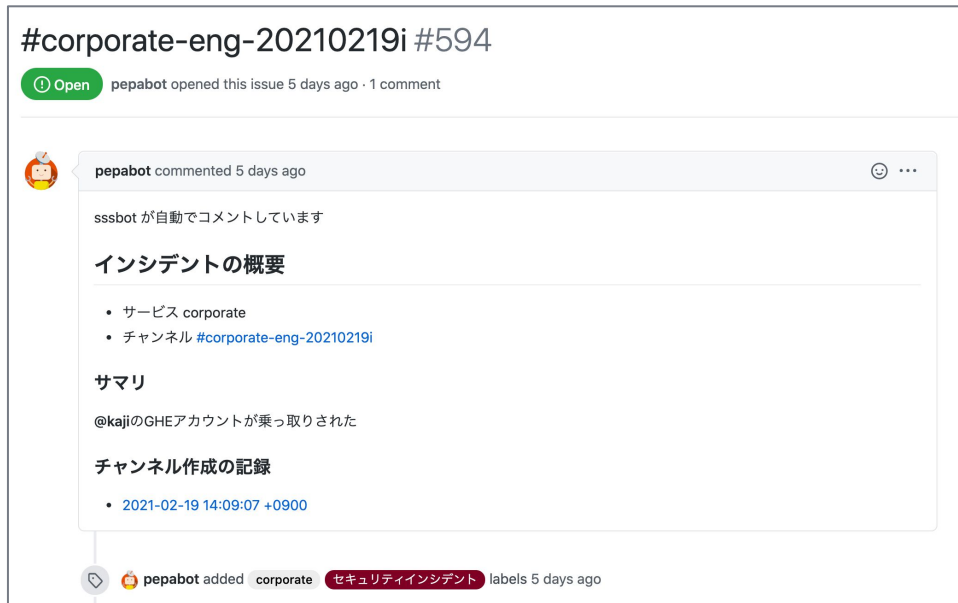 #corporate-eng-20210219i #594
Open pepabot opened this issue 5 days ago · 1 comment
pepabot commented 5 days ago
sssbot が自動でコメントしています
インシデントの概要
• サービス corporate
• チャンネル #corporate-eng-20210219i
サマリ
@kajiのGHEアカウントが乗っ取りされた
チャンネル作成の記録
• 2021-02-19 14:09:07 +0900
pepabot added corporate セキュリティインシデント labels 5 days ago